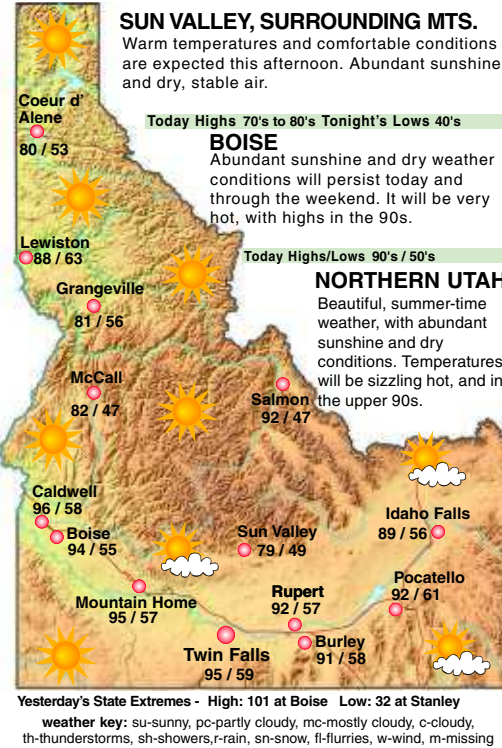 SUN VALLEY, SURROUNDING MTS.
Warm temperatures and comfortable conditions
are expected this afternoon. Abundant sunshine
and dry, stable air.
Today Highs 70's to 80's Tonight's Lows 40's
BOISE
Abundant sunshine and dry weather
conditions will persist today and
through the weekend. It will be very
hot, with highs in the 90s.
Today Highs/Lows 90's / 50's
NORTHERN UTAH
Beautiful, summer-time
weather, with abundant
sunshine and dry
conditions. Temperatures
will be sizzling hot, and in
the upper 90s.
Coeur d'
Alene
80 / 53
Lewiston
88 / 63
Grangeville
81 / 56
McCall
82 / 47
Salmon
92 / 47
Caldwell
96 / 58
Boise
94 / 55
Sun Valley
79 / 49
Idaho Falls
89 / 56
Mountain Home
95 / 57
Rupert
92 / 57
Pocatello
92 / 61
Twin Falls
95 / 59
Burley
91 / 58
Yesterday's State Extremes - High: 101 at Boise Low: 32 at Stanley
weather key: su-sunny, pc-partly cloudy, mc-mostly cloudy, c-cloudy,
th-thunderstorms, sh-showers,r-rain, sn-snow, fl-flurries, w-wind, m-missing